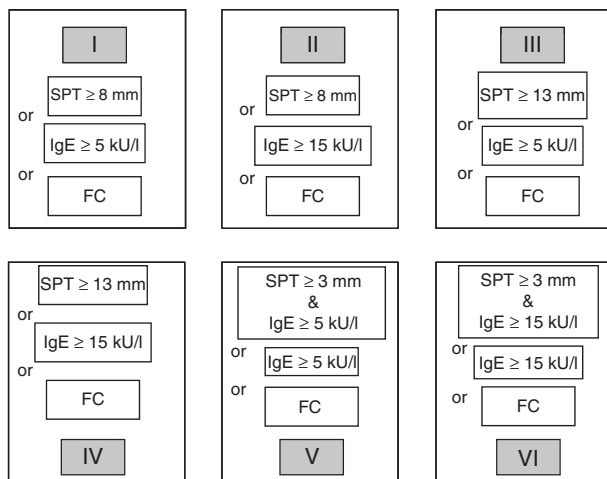 I
SPT ≥ 8 mm
or
IgE ≥ 5 kU/l
or
FC
II
SPT ≥ 8 mm
or
IgE ≥ 15 kU/l
or
FC
III
SPT ≥ 13 mm
or
IgE ≥ 5 kU/l
or
FC
SPT ≥ 13 mm
or
IgE ≥ 15 kU/l
or
FC
IV
SPT ≥ 3 mm
&
IgE ≥ 5 kU/l
or
IgE ≥ 5 kU/l
or
FC
V
SPT ≥ 3 mm
&
IgE ≥ 15 kU/l
or
IgE ≥ 15 kU/l
or
FC
VI